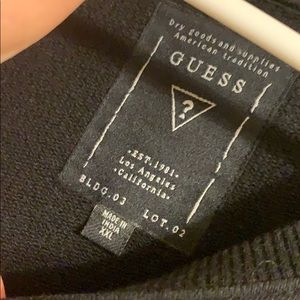 Dry goods and supplies
American tradition
GUESS
?
•EST.1981•
Los Angeles
•California•
BLDG.03 LOT.02
MADE IN
INDIA
XXL